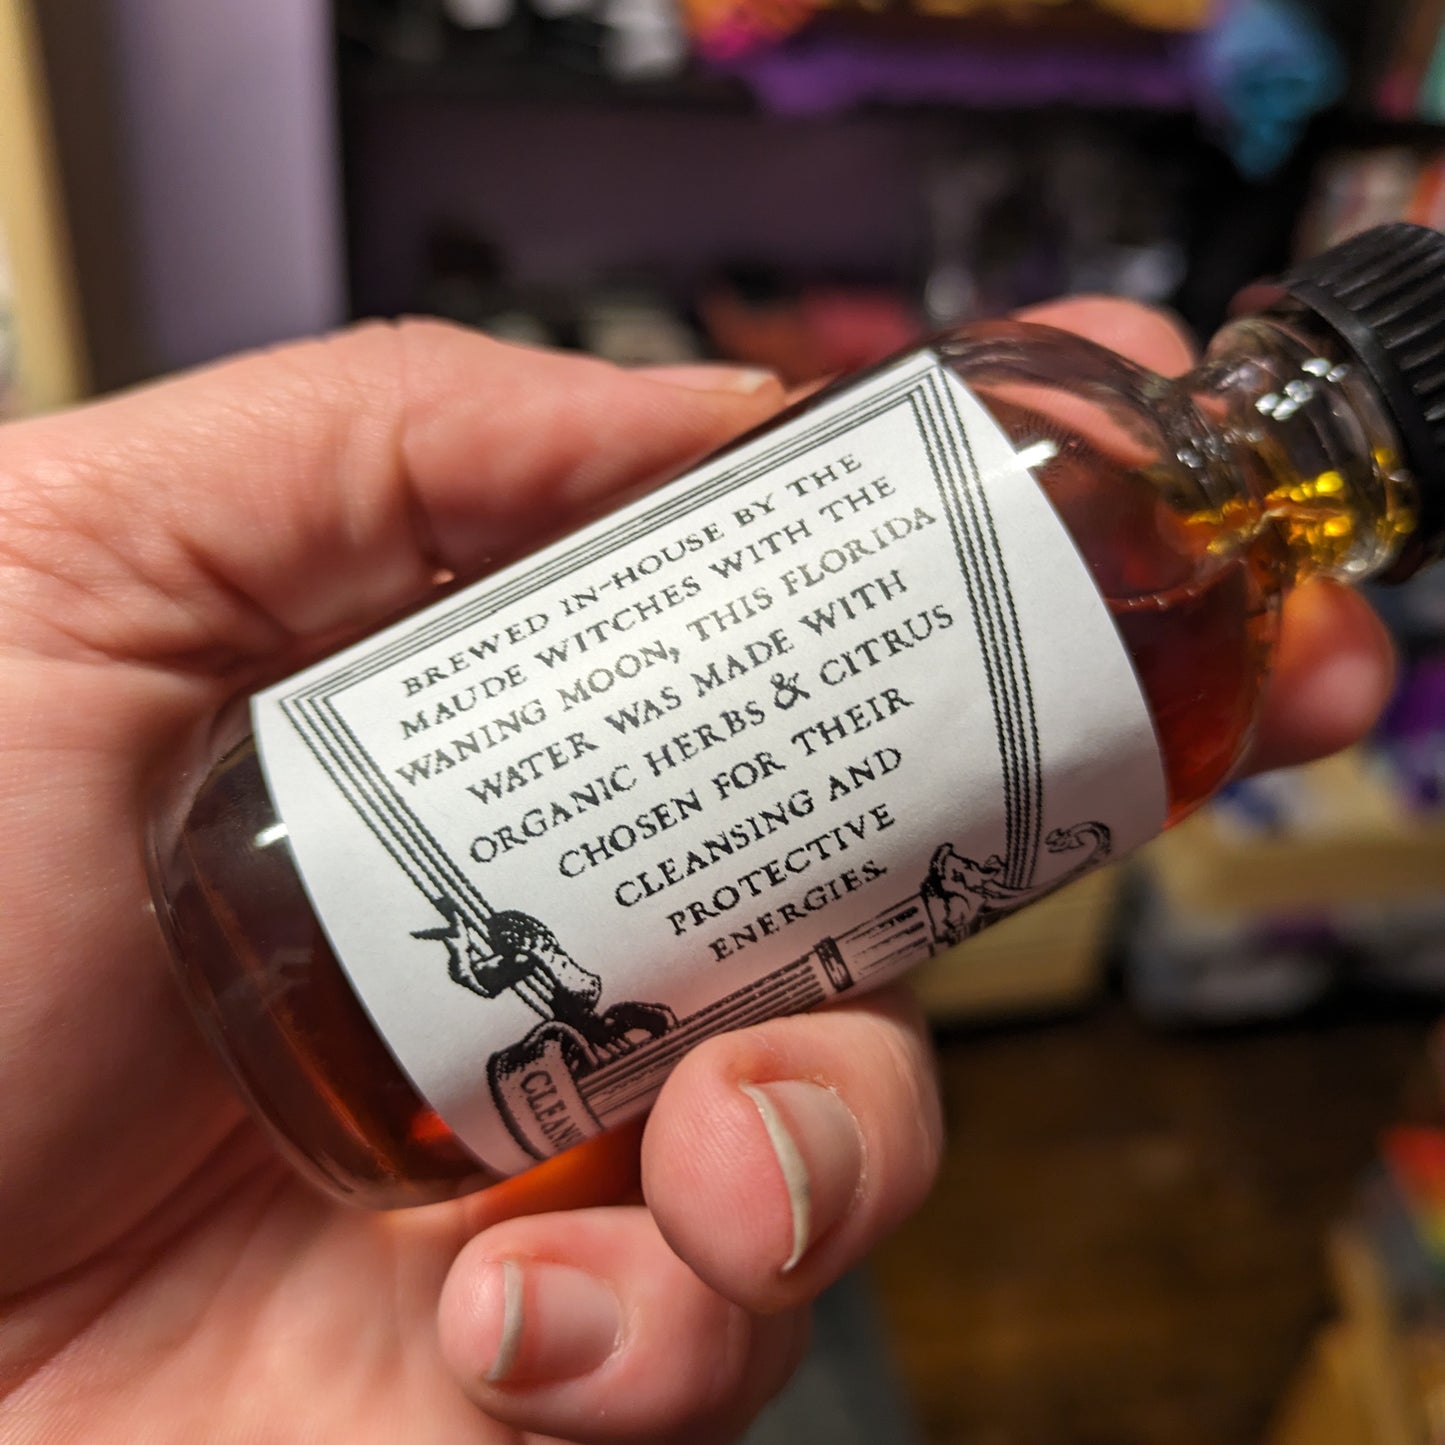 BREWED IN-HOUSE BY THE
MAUDE WITCHES WITH THE
WANING MOON, THIS FLORIDA
WATER WAS MADE WITH
ORGANIC HERBS & CITRUS
CHOSEN FOR THEIR
CLEANSING AND
PROTECTIVE
ENERGIES.